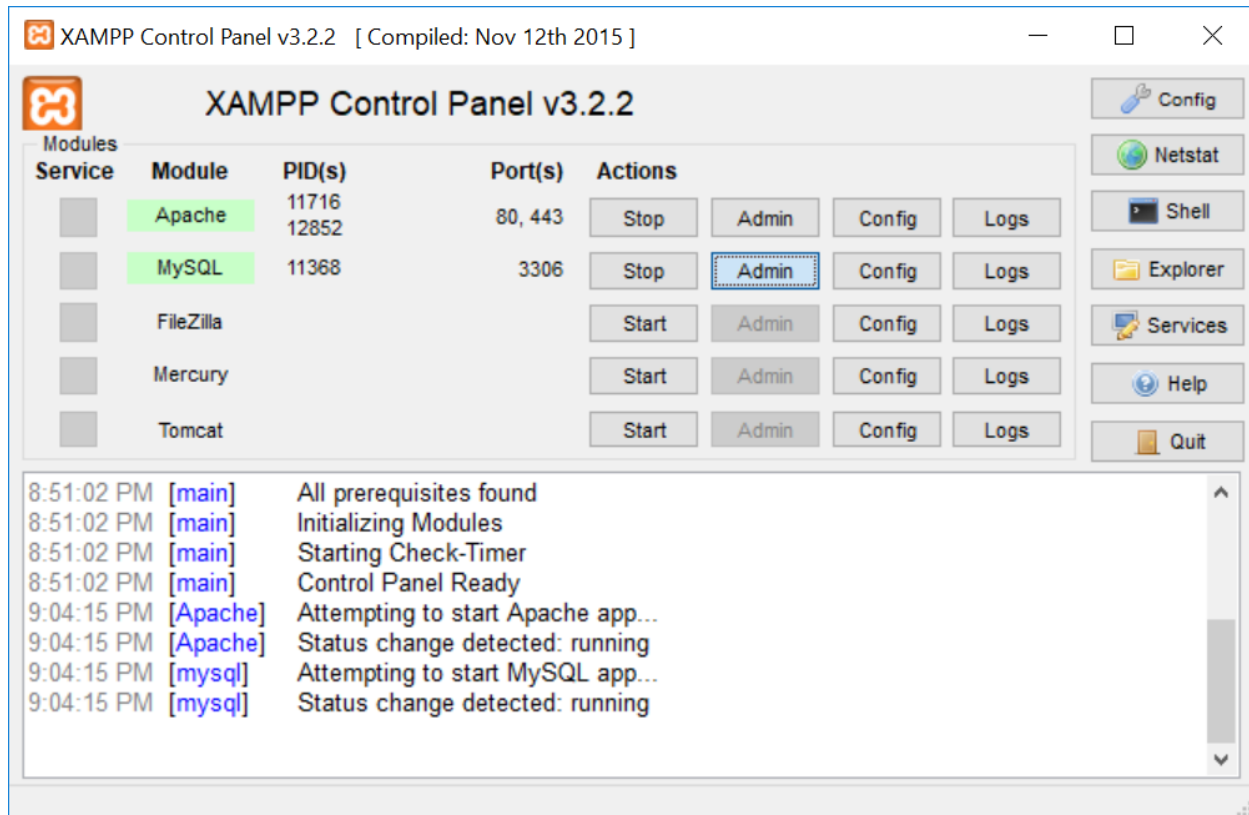 XAMPP Control Panel v3.2.2 [ Compiled: Nov 12th 2015 ]
XAMPP Control Panel v3.2.2
Config
Modules
Netstat
Service Module PID(s) Port(s) Actions
Apache 11716 12852 80, 443 Stop Admin Config Logs
Shell
MySQL 11368 3306 Stop Admin Config Logs
Explorer
FileZilla Start Admin Config Logs
Services
Mercury Start Admin Config Logs
Help
Tomcat Start Admin Config Logs
Quit
8:51:02 PM [main] All prerequisites found
8:51:02 PM [main] Initializing Modules
8:51:02 PM [main] Starting Check-Timer
8:51:02 PM [main] Control Panel Ready
9:04:15 PM [Apache] Attempting to start Apache app...
9:04:15 PM [Apache] Status change detected: running
9:04:15 PM [mysql] Attempting to start MySQL app...
9:04:15 PM [mysql] Status change detected: running